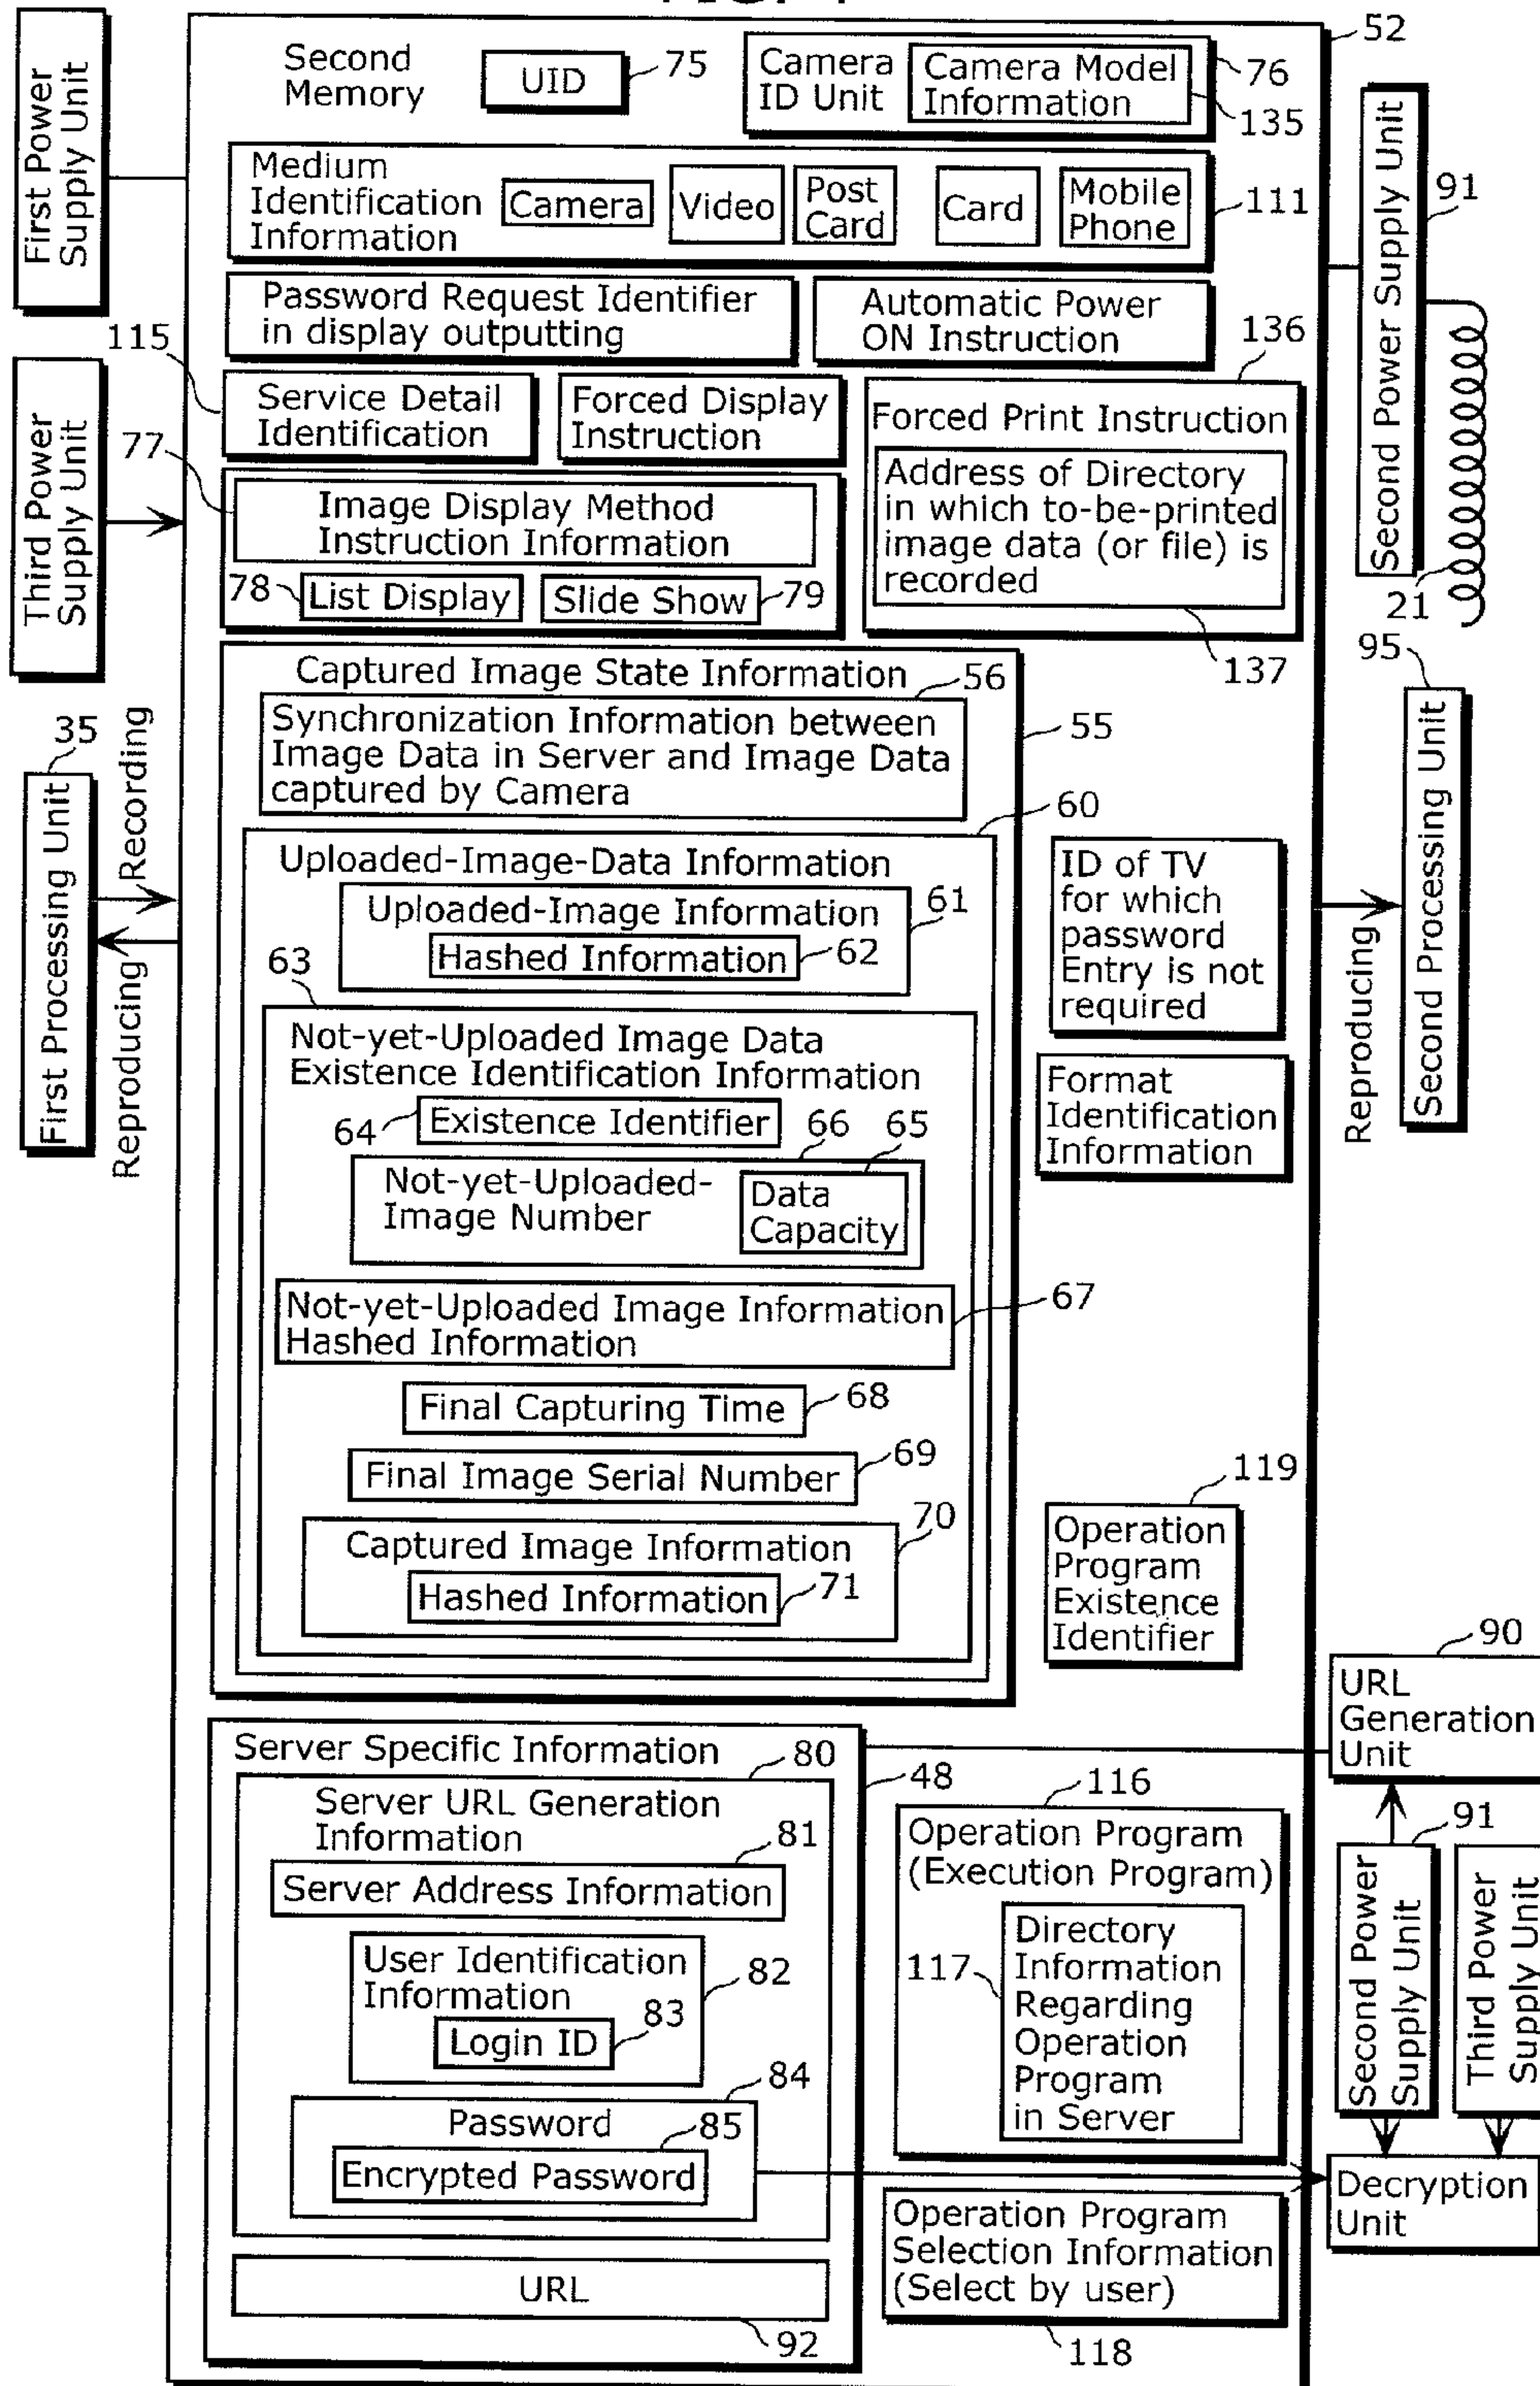 52
Second
Memory
UID
75
Camera
ID Unit
Camera Model
Information
76
135
First Power
Supply Unit
Medium
Identification
Information
Camera
Video
Post
Card
Card
Mobile
Phone
111
Second Power Supply Unit
91
21
Password Request Identifier
in display outputting
Automatic Power
ON Instruction
115
Service Detail
Identification
Forced Display
Instruction
136
Forced Print Instruction
Address of Directory
in which to-be-printed
image data (or file) is
recorded
137
Third Power
Supply Unit
77
Image Display Method
Instruction Information
78
List Display
Slide Show
79
Captured Image State Information
56
Synchronization Information between
Image Data in Server and Image Data
captured by Camera
55
35
First Processing Unit
Recording
Reproducing
95
Second Processing Unit
Reproducing
60
Uploaded-Image-Data Information
Uploaded-Image Information
61
Hashed Information
62
63
Not-yet-Uploaded Image Data
Existence Identification Information
64
Existence Identifier
66
65
Not-yet-Uploaded-
Image Number
Data
Capacity
Not-yet-Uploaded Image Information
Hashed Information
67
Final Capturing Time
68
Final Image Serial Number
69
70
Captured Image Information
Hashed Information
71
ID of TV
for which
password
Entry is not
required
Format
Identification
Information
119
Operation
Program
Existence
Identifier
90
URL
Generation
Unit
Server Specific Information
80
48
Server URL Generation
Information
81
Server Address Information
User Identification
Information
82
Login ID
83
84
Password
85
Encrypted Password
URL
92
116
Operation Program
(Execution Program)
117
Directory
Information
Regarding
Operation
Program
in Server
Operation Program
Selection Information
(Select by user)
118
91
Second Power
Supply Unit
Third Power
Supply Unit
Decryption
Unit